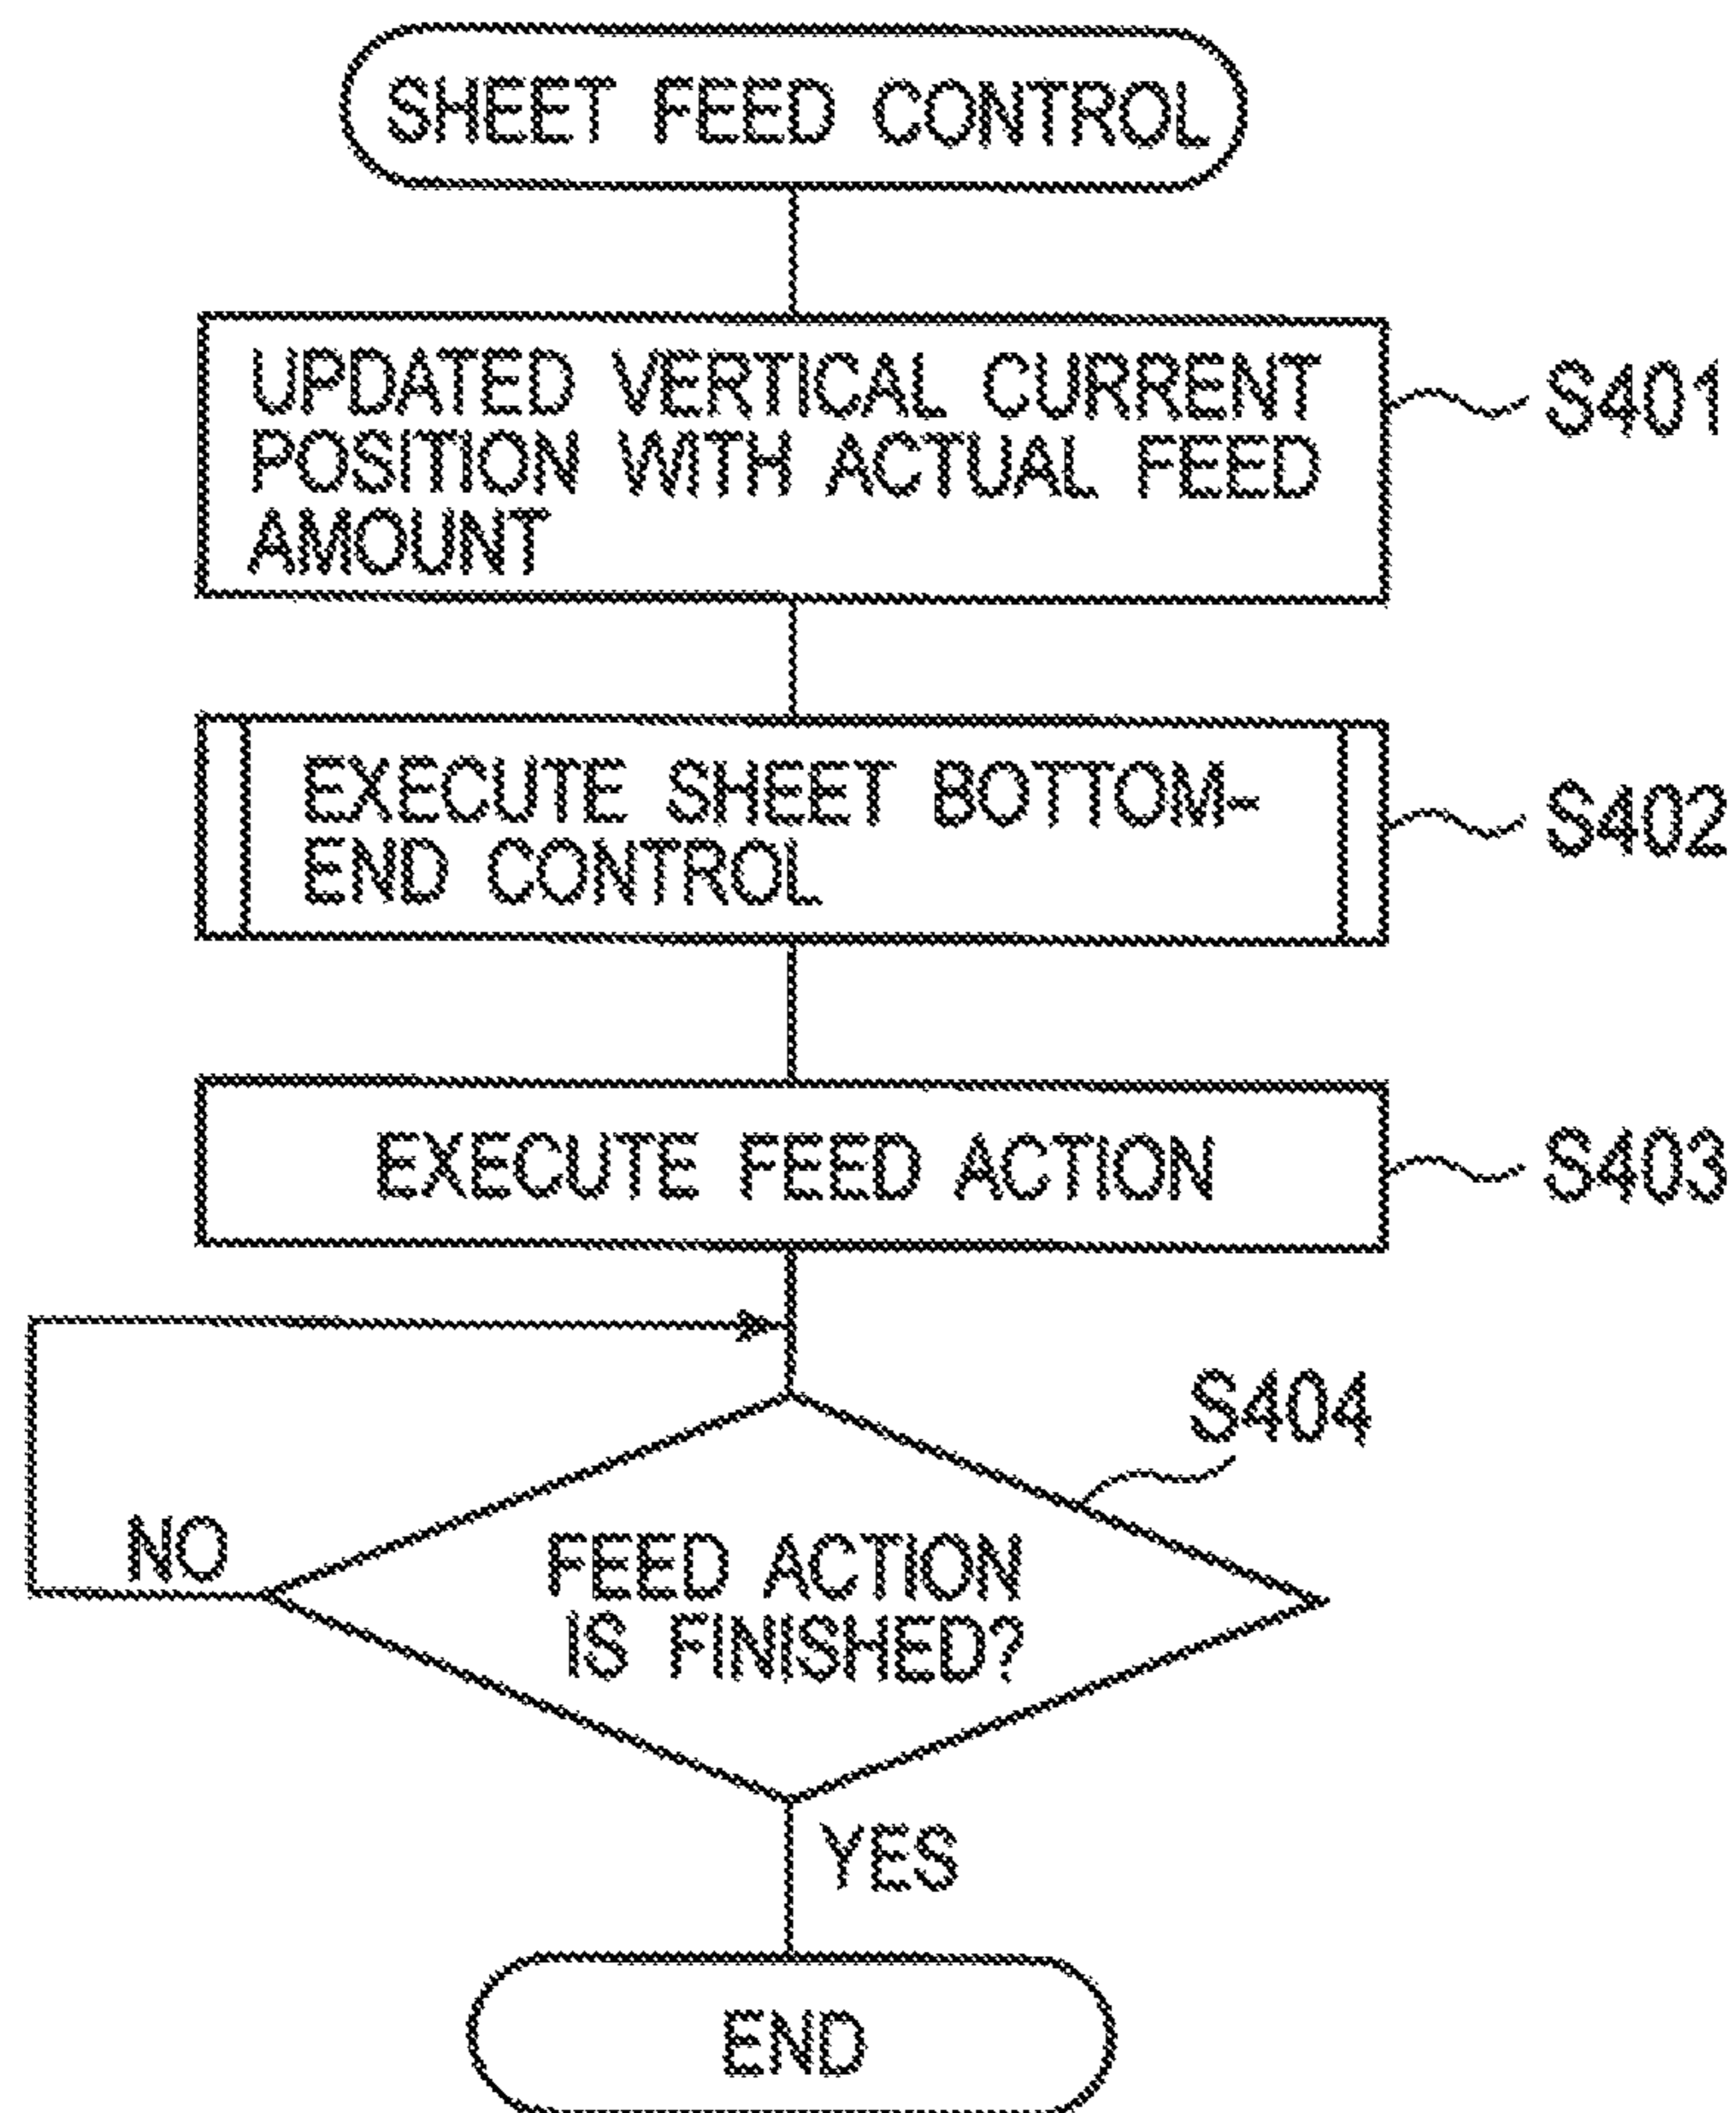 SHEET FEED CONTROL
UPDATED VERTICAL CURRENT
POSITION WITH ACTUAL FEED
AMOUNT
S401
EXECUTE SHEET BOTTOM-
END CONTROL
S402
EXECUTE FEED ACTION
S403
S404
FEED ACTION
IS FINISHED?
NO
YES
END